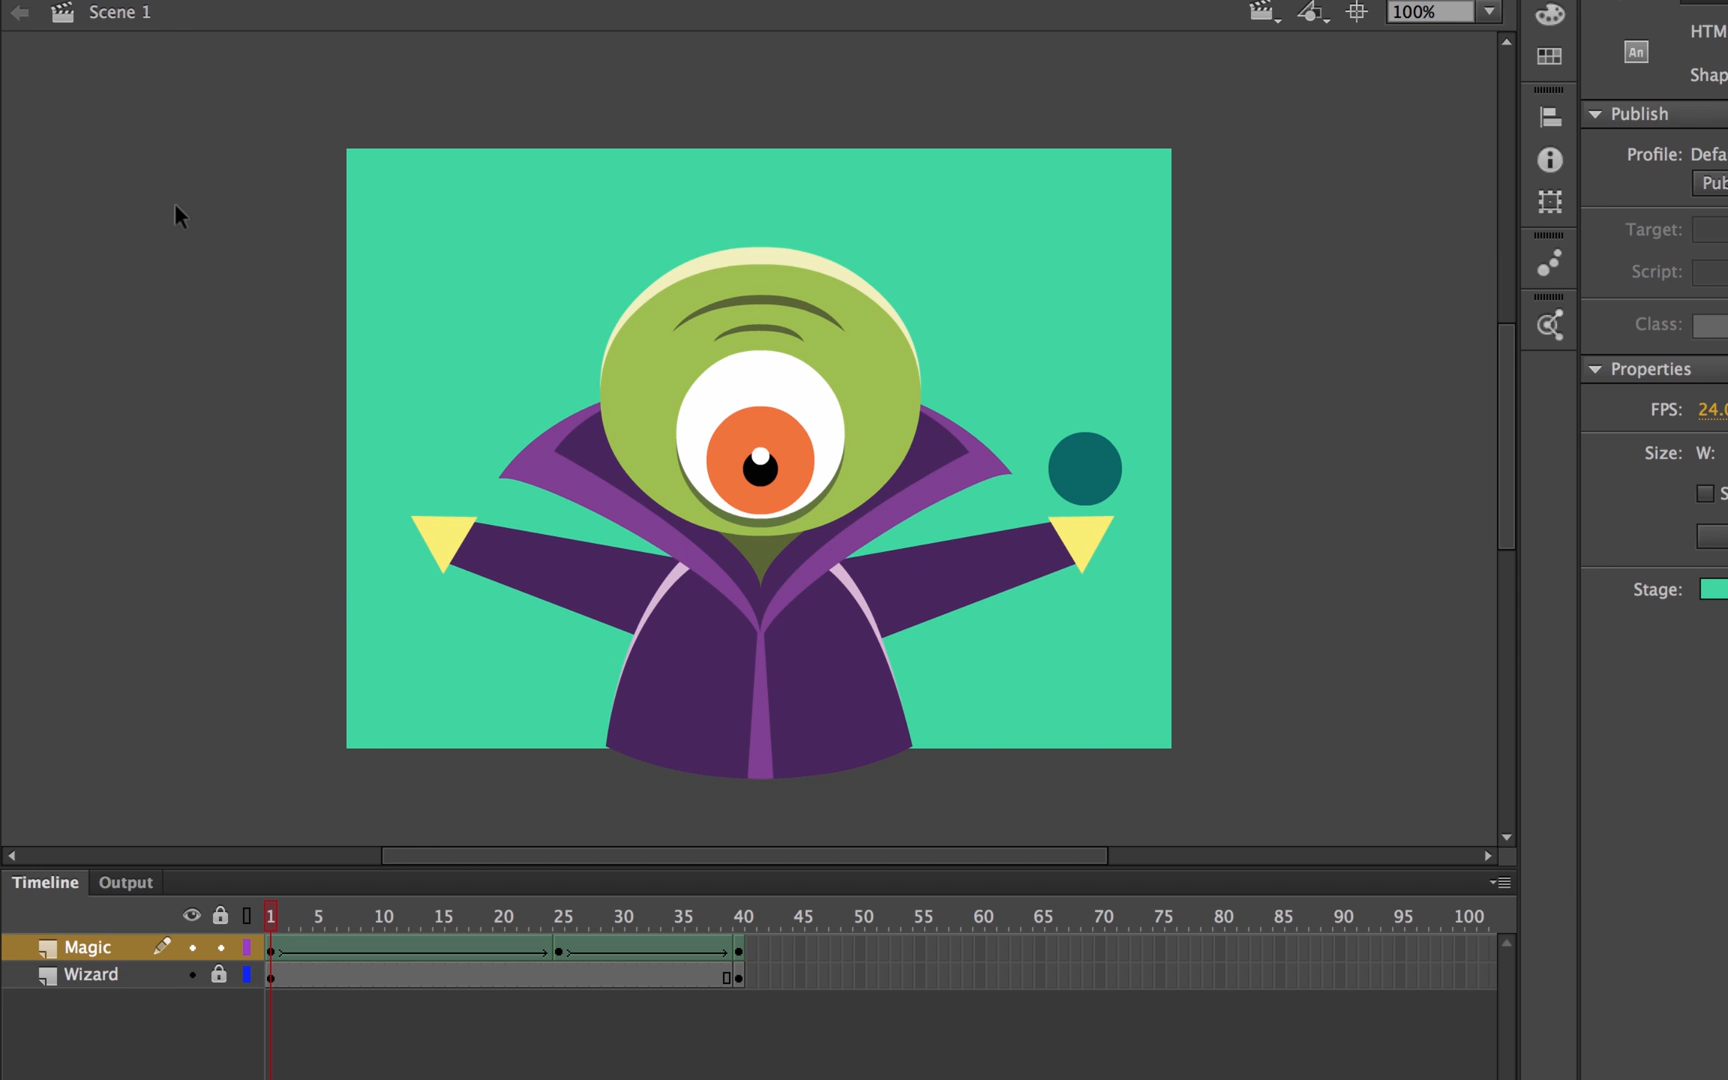 Scene 1
100%
An
HTM
Shap
Publish
Profile: Defa
Pub
Target:
Script:
Class:
Properties
FPS: 24.0
Size: W:
S
Stage:
Timeline Output
1 5 10 15 20 25 30 35 40 45 50 55 60 65 70 75 80 85 90 95 100
Magic
Wizard